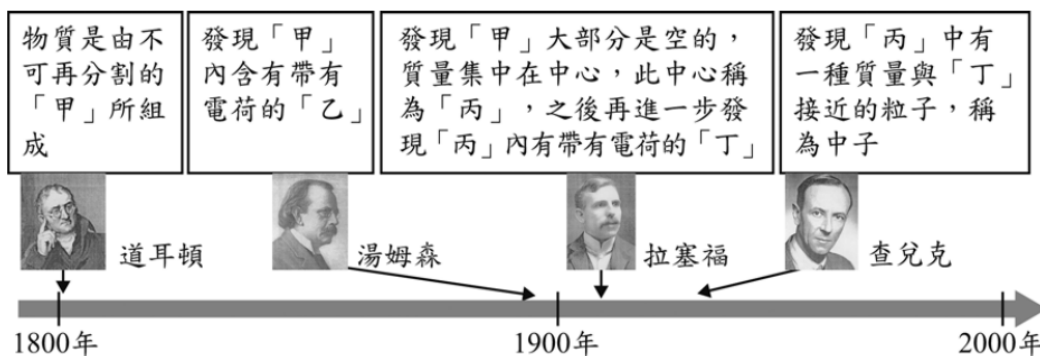 物質是由不
可再分割的
「甲」所組
成
發現「甲」
內含有帶有
電荷的「乙」
發現「甲」大部分是空的，
質量集中在中心，此中心稱
為「丙」，之後再進一步發
現「丙」內有帶有電荷的「丁」
發現「丙」中有
一種質量與「丁」
接近的粒子，稱
為中子
道耳頓
湯姆森
拉塞福
查兌克
1800年
1900年
2000年